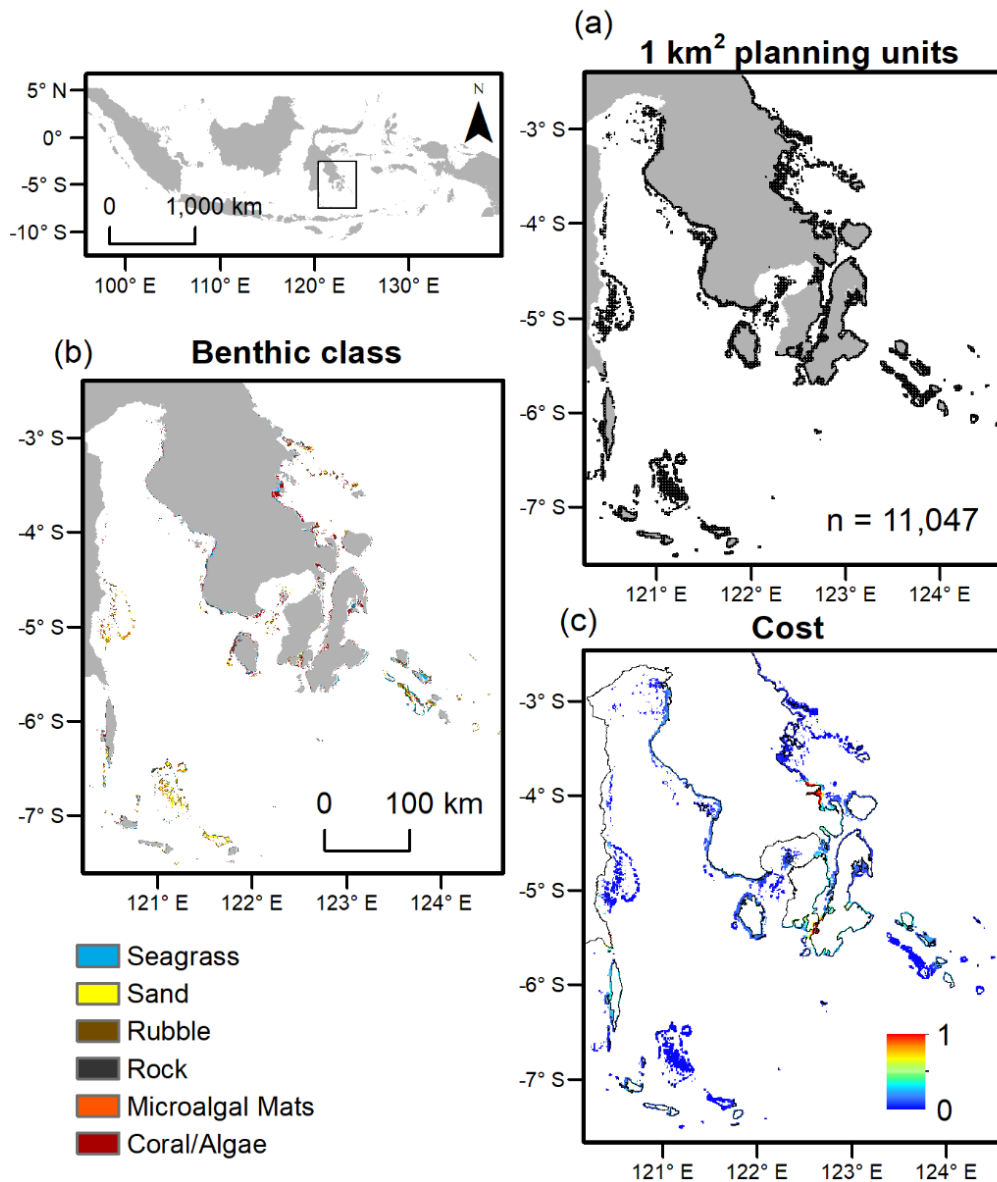 5° N
0°
-5° S
-10° S
N
0 1,000 km
100° E 110° E 120° E 130° E
(a)
1 km² planning units
-3° S
-4° S
-5° S
-6° S
-7° S
n = 11,047
121° E 122° E 123° E 124° E
(b)
Benthic class
-3° S
-4° S
-5° S
-6° S
-7° S
0 100 km
121° E 122° E 123° E 124° E
Seagrass
Sand
Rubble
Rock
Microalgal Mats
Coral/Algae
(c)
Cost
-3° S
-4° S
-5° S
-6° S
-7° S
1
0
121° E 122° E 123° E 124° E